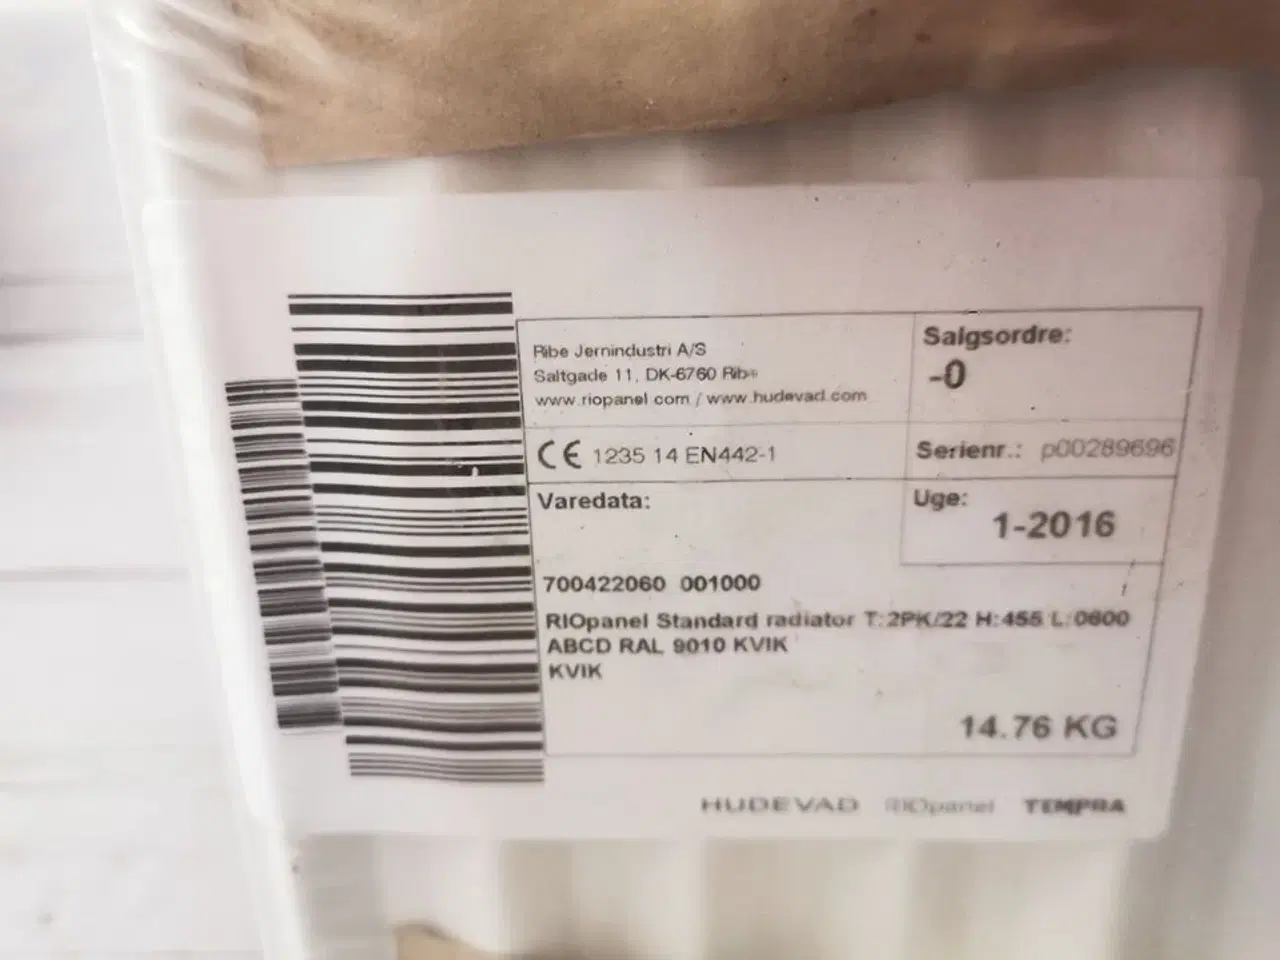 Ribe Jernindustri A/S
Saltgade 11, DK-6760 Ribe
www.riopanel.com / www.hudevad.com
Salgsordre:
-0
CE 1235 14 EN442-1
Serienr.: p00289696
Varedata:
Uge:
1-2016
700422060 001000
RIOpanel Standard radiator T:2PK/22 H:455 L:0600
ABCD RAL 9010 KVIK
KVIK
14.76 KG
HUDEVAD RIOpanel TEMPRA